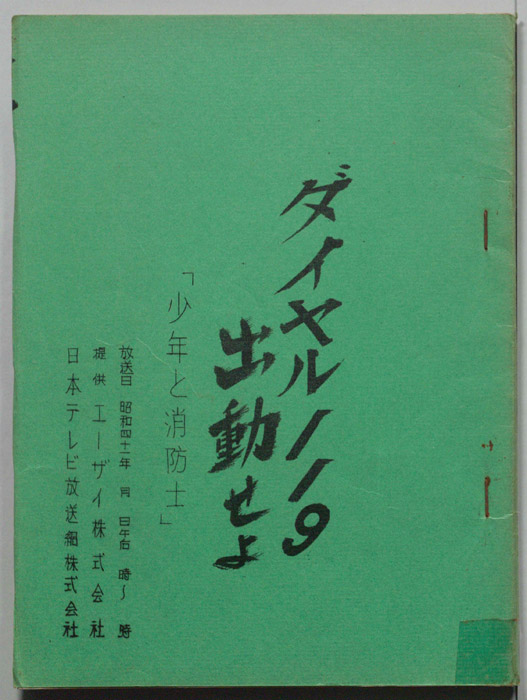 ダイヤル119
出動せよ
「少年と消防士」
放送日 昭和四十一年 月 日午后 時〜 時
提供 エーザイ株式会社
日本テレビ放送網株式会社